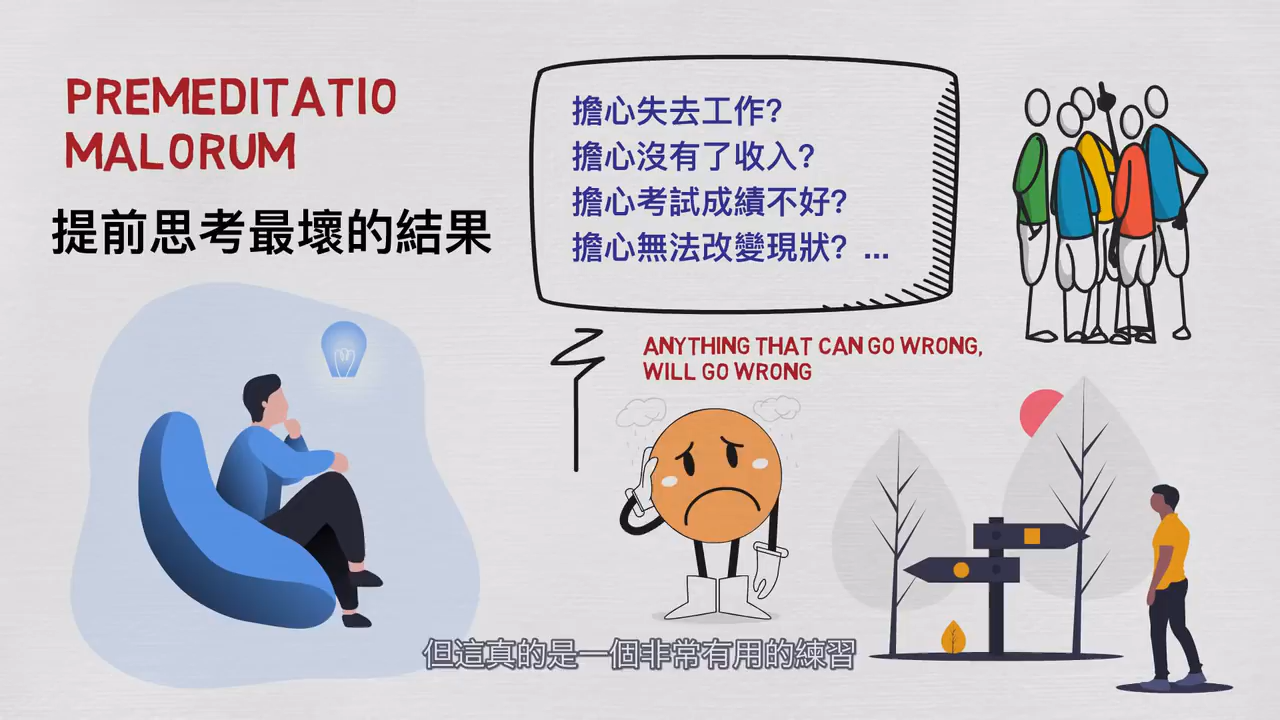 PREMEDITATIO
MALORUM
提前思考最壞的結果
擔心失去工作?
擔心沒有了收入?
擔心考試成績不好?
擔心無法改變現狀? ...
ANYTHING THAT CAN GO WRONG,
WILL GO WRONG
但這真的是一個非常有用的練習